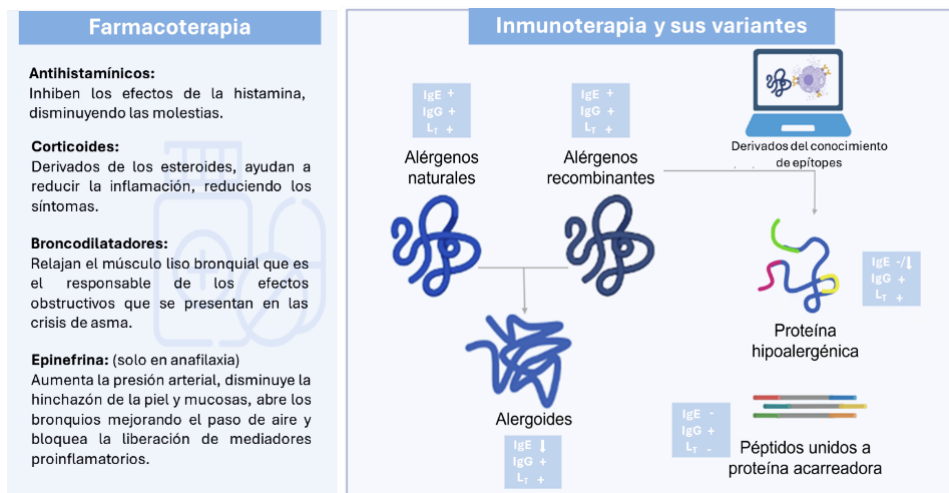 Farmacoterapia
Antihistamínicos:
Inhiben los efectos de la histamina,
disminuyendo las molestias.
Corticoides:
Derivados de los esteroides, ayudan a
reducir la inflamación, reduciendo los
síntomas.
Broncodilatadores:
Relajan el músculo liso bronquial que es
el responsable de los efectos
obstructivos que se presentan en las
crisis de asma.
Epinefrina: (solo en anafilaxia)
Aumenta la presión arterial, disminuye la
hinchazón de la piel y mucosas, abre los
bronquios mejorando el paso de aire y
bloquea la liberación de mediadores
proinflamatorios.
Inmunoterapia y sus variantes
IgE +
IgG +
LT +
Alérgenos
naturales
IgE +
IgG +
LT +
Alérgenos
recombinantes
Derivados del conocimiento
de epítopes
Alergoides
IgE ↓
IgG +
LT +
IgE -/↓
IgG +
LT +
Proteína
hipoalergénica
IgE -
IgG +
LT -
Péptidos unidos a
proteína acarreadora